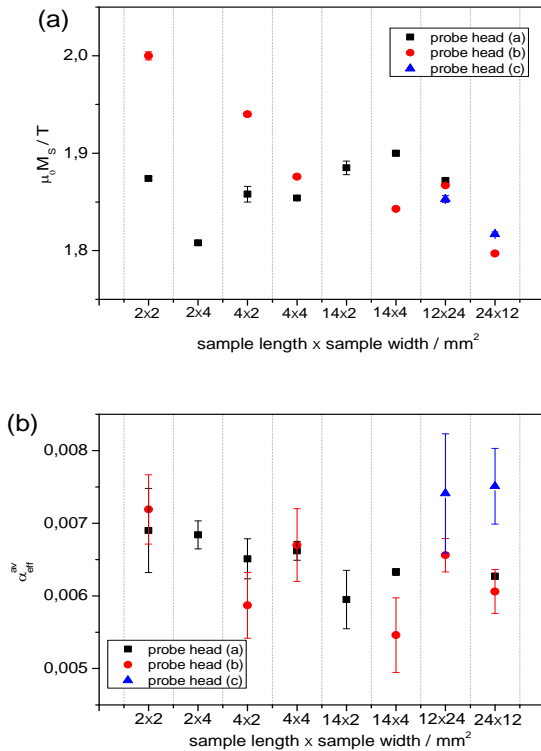 (a)
probe head (a)
probe head (b)
probe head (c)
2,0
1,9
1,8
μ₀Mₛ / T
2x2 2x4 4x2 4x4 14x2 14x4 12x24 24x12
sample length x sample width / mm²
(b)
0,008
0,007
0,006
0,005
α_eff^av
probe head (a)
probe head (b)
probe head (c)
2x2 2x4 4x2 4x4 14x2 14x4 12x24 24x12
sample length x sample width / mm²